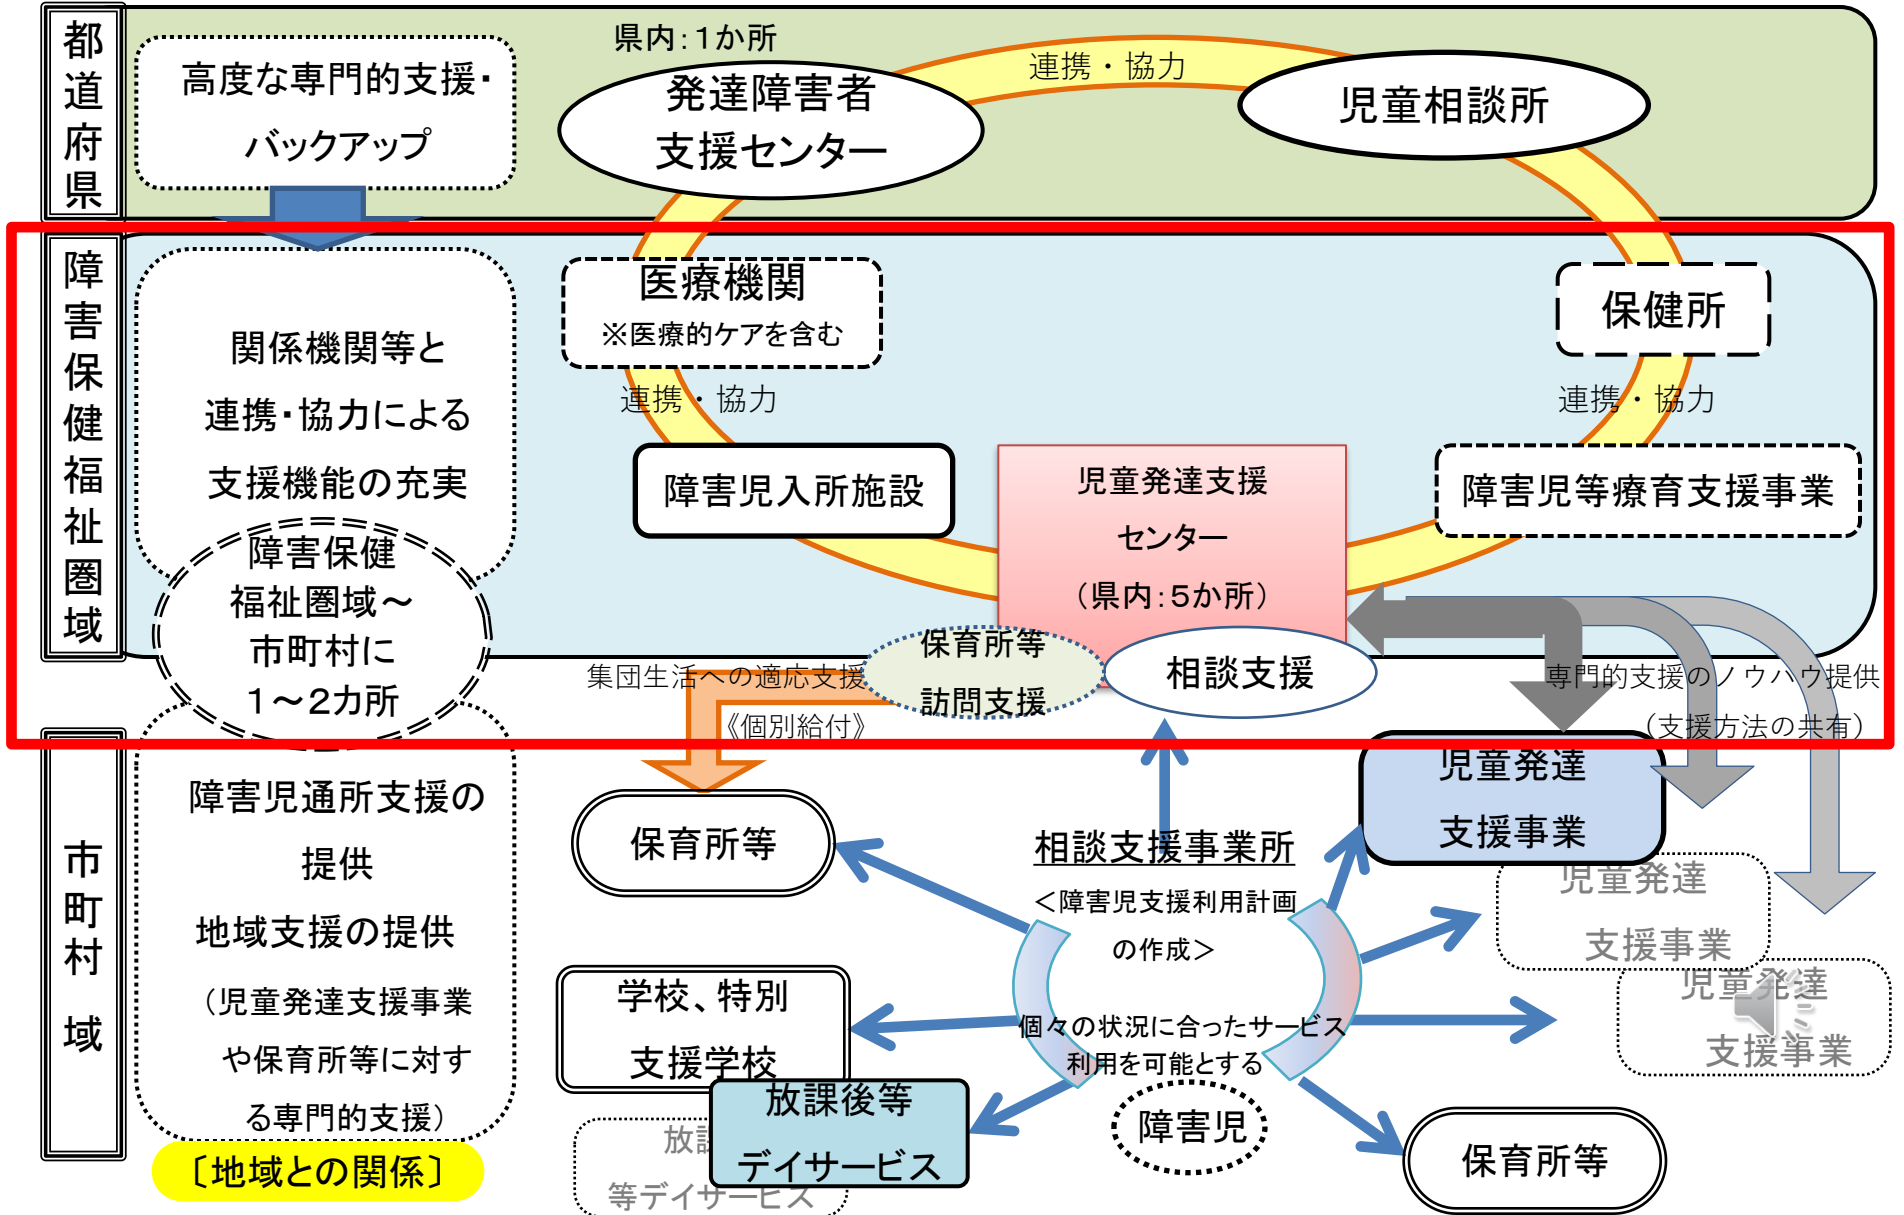 都道府県
高度な専門的支援・
バックアップ
県内：１か所
発達障害者
支援センター
連携・協力
児童相談所
障害保健福祉圏域
関係機関等と
連携・協力による
支援機能の充実
障害保健
福祉圏域～
市町村に
１～２カ所
医療機関
※医療的ケアを含む
保健所
連携・協力
連携・協力
障害児入所施設
児童発達支援
センター
（県内：５か所）
障害児等療育支援事業
保育所等
訪問支援
相談支援
集団生活への適応支援
《個別給付》
専門的支援のノウハウ提供
（支援方法の共有）
市町村域
障害児通所支援の
提供
地域支援の提供
（児童発達支援事業
や保育所等に対す
る専門的支援）
〔地域との関係〕
保育所等
相談支援事業所
＜障害児支援利用計画
の作成＞
個々の状況に合ったサービス
利用を可能とする
障害児
児童発達
支援事業
児童発達
支援事業
児童発達
支援事業
学校、特別
支援学校
放課後等
デイサービス
放課
等デイサービス
保育所等